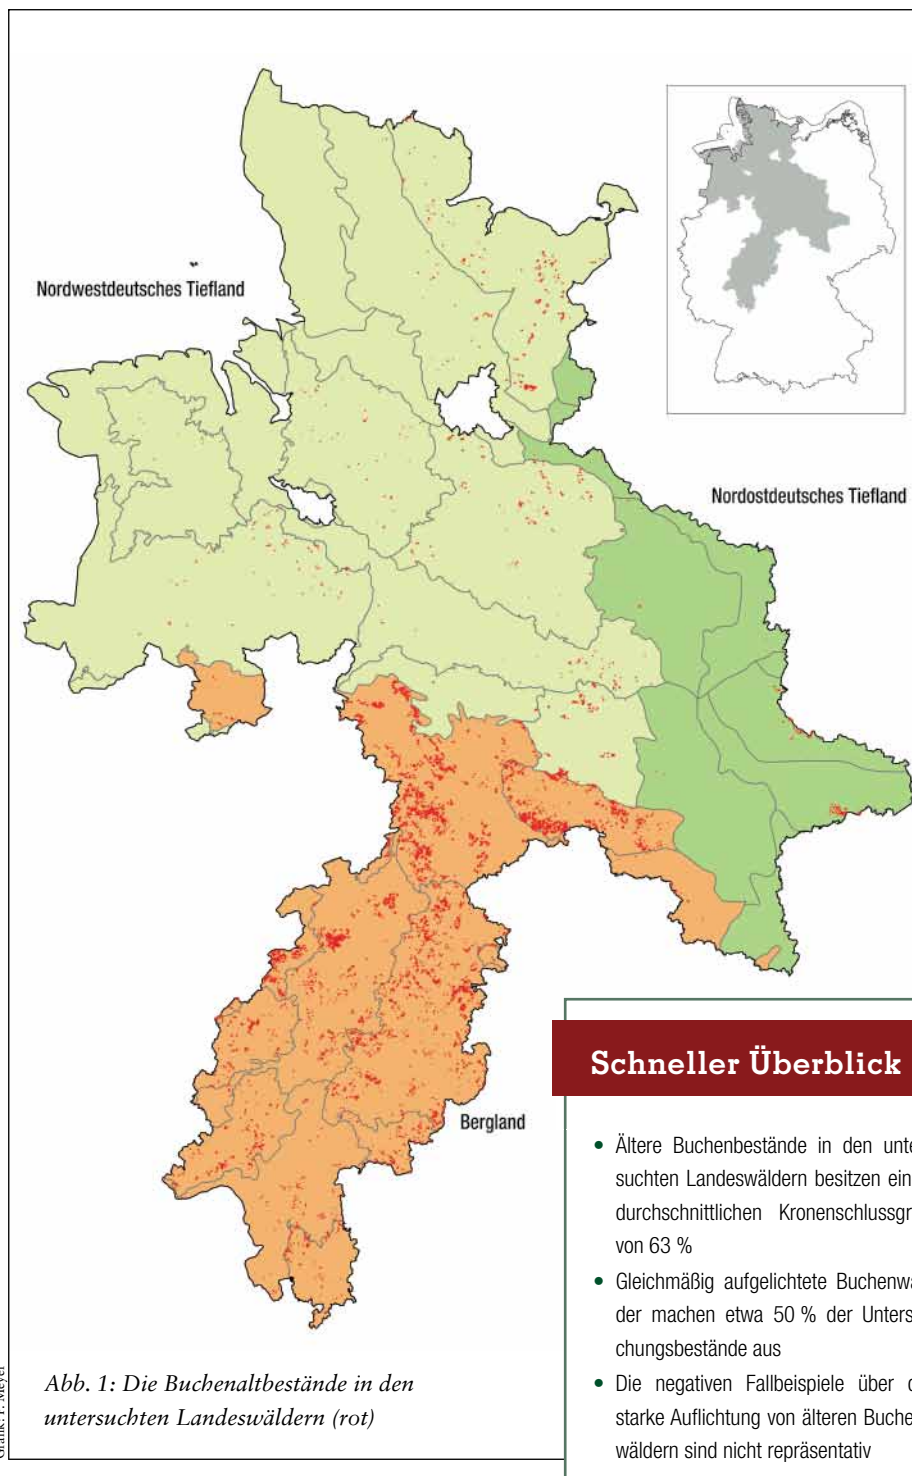 Nordwestdeutsches Tiefland
Nordostdeutsches Tiefland
Bergland
Abb. 1: Die Buchenaltbestände in den
untersuchten Landeswäldern (rot)
Grafik: P. Meyer
Schneller Überblick
• Ältere Buchenbestände in den unte
suchten Landeswäldern besitzen ein
durchschnittlichen Kronenschlussgr
von 63 %
• Gleichmäßig aufgelichtete Buchenwä
der machen etwa 50 % der Unters
chungsbestände aus
• Die negativen Fallbeispiele über d
starke Auflichtung von älteren Buche
wäldern sind nicht repräsentativ